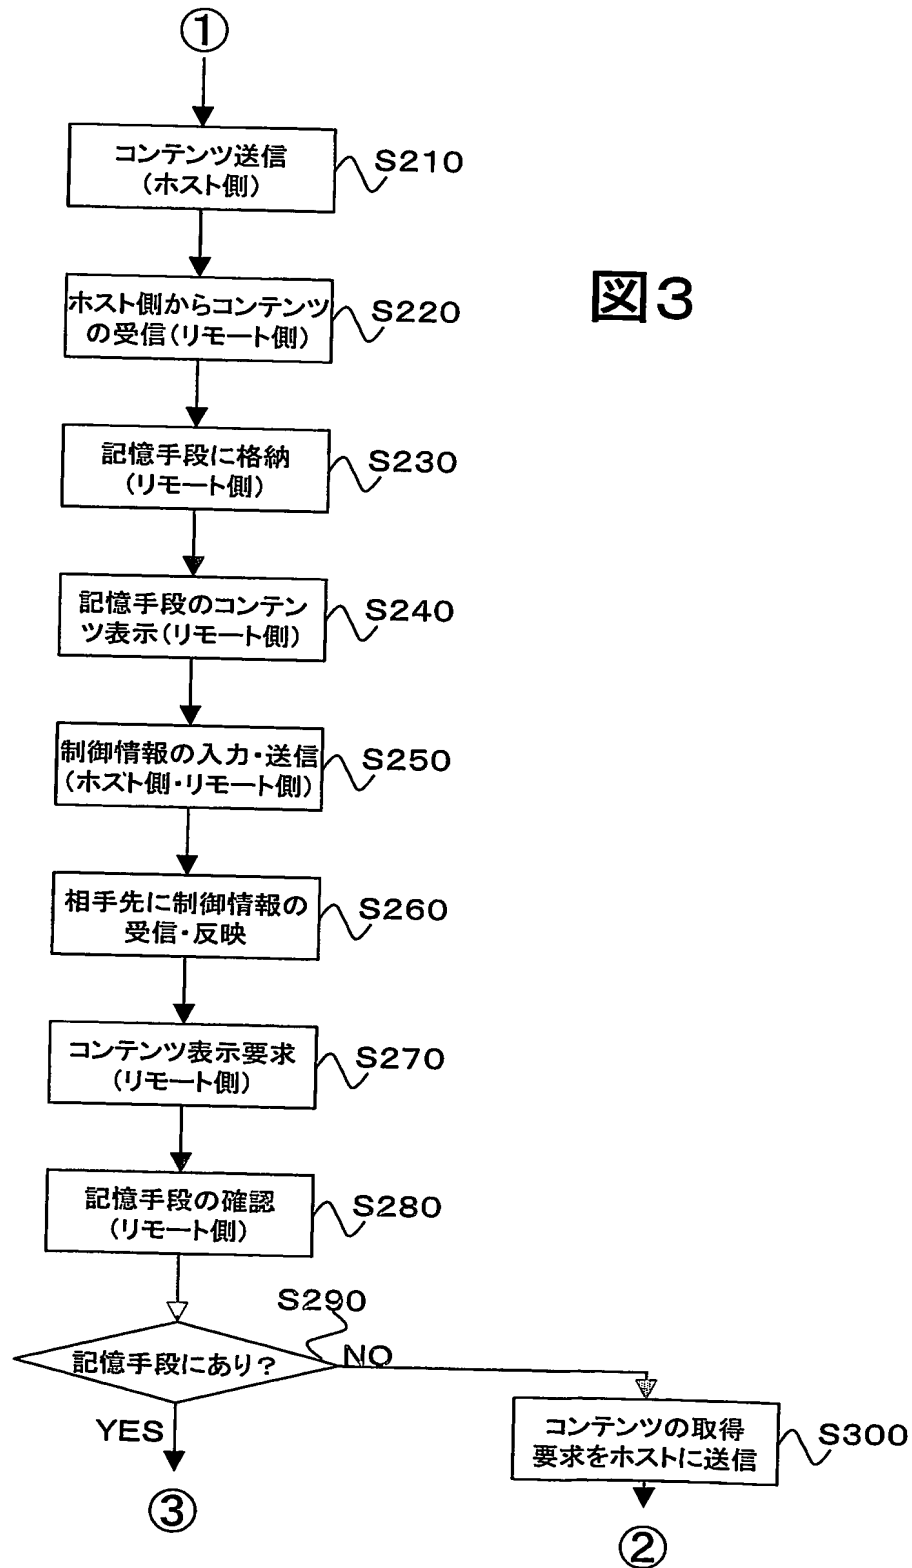 ①
コンテンツ送信
(ホスト側)
S210
図3
ホスト側からコンテンツ
の受信(リモート側)
S220
記憶手段に格納
(リモート側)
S230
記憶手段のコンテン
ツ表示(リモート側)
S240
制御情報の入力・送信
(ホスト側・リモート側)
S250
相手先に制御情報の
受信・反映
S260
コンテンツ表示要求
(リモート側)
S270
記憶手段の確認
(リモート側)
S280
S290
記憶手段にあり?
NO
YES
コンテンツの取得
要求をホストに送信
S300
③
②